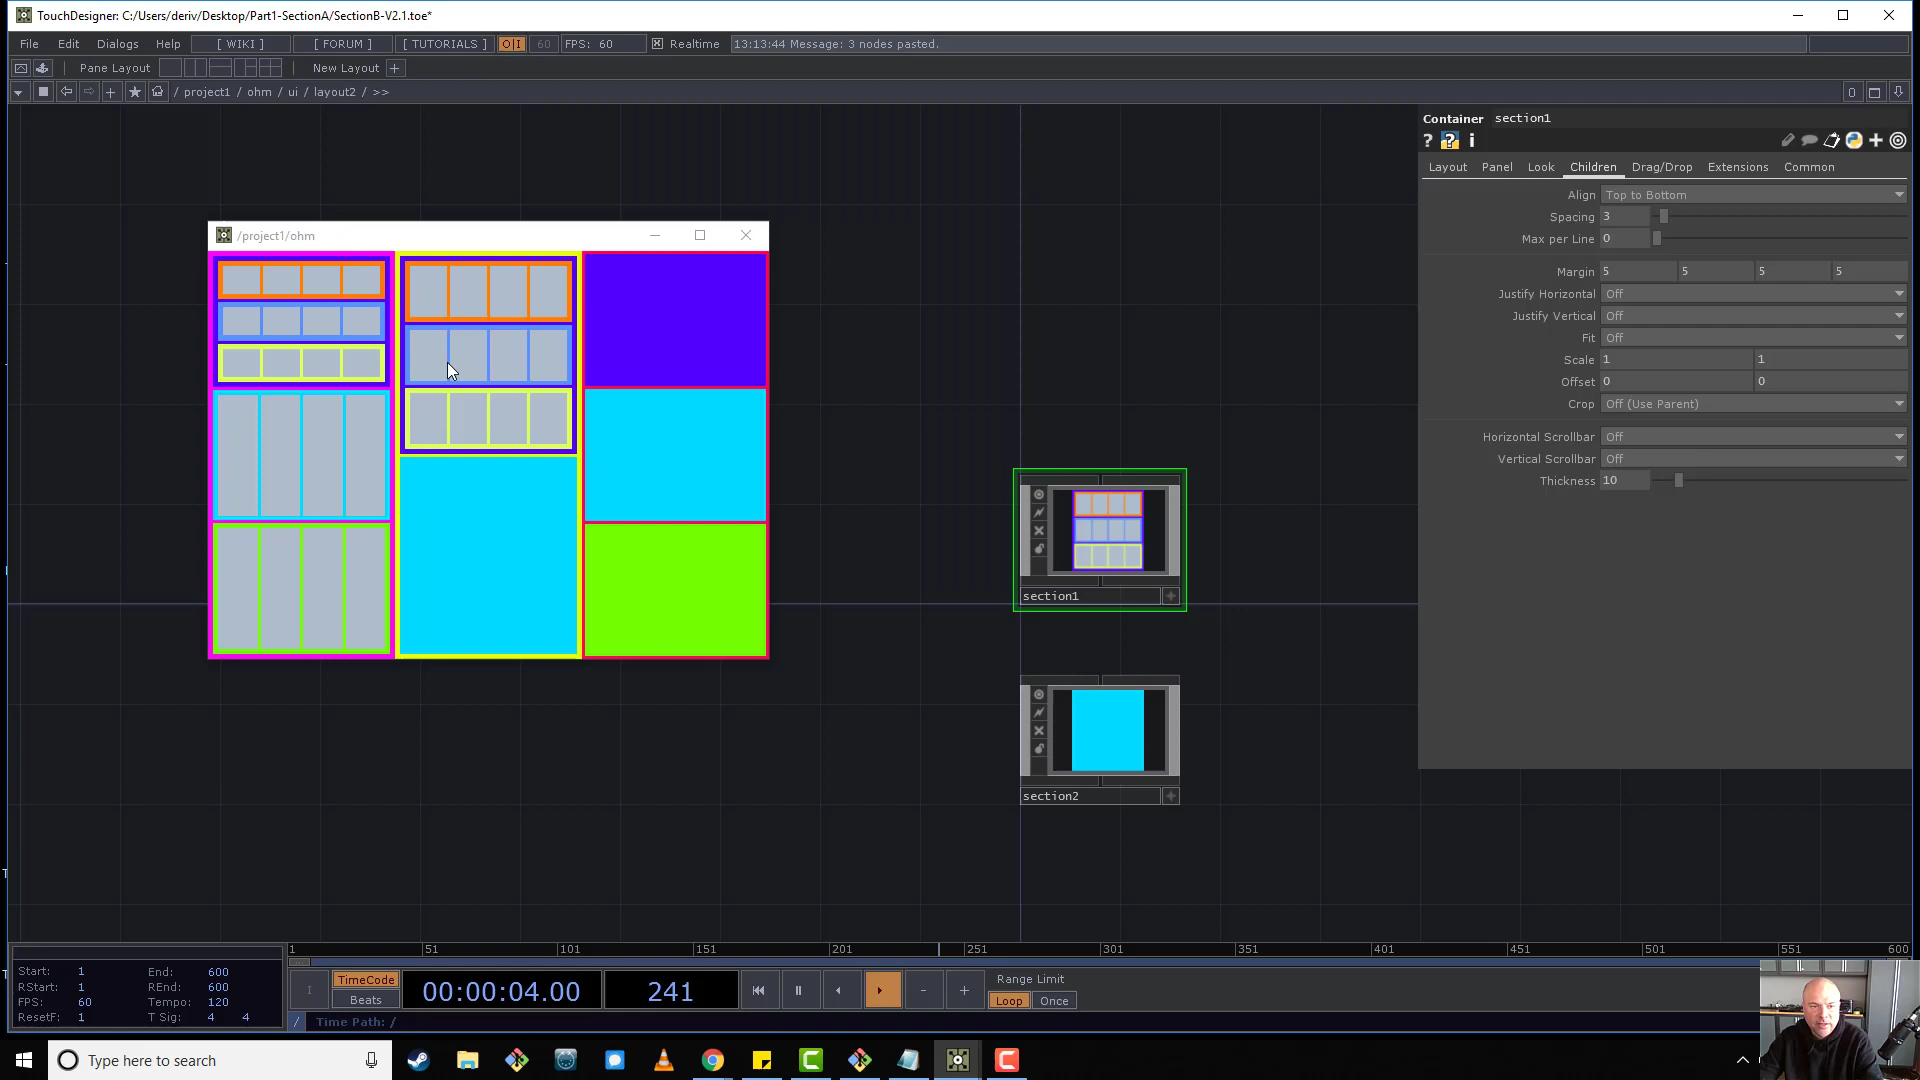 TouchDesigner: C:/Users/deriv/Desktop/Part1-SectionA/SectionB-V2.1.toe*
File Edit Dialogs Help [ WIKI ] [ FORUM ] [ TUTORIALS ] O|I 60 FPS: 60 Realtime 13:13:44 Message: 3 nodes pasted.
Pane Layout New Layout +
/ project1 / ohm / ui / layout2 / >> 0
Container section1
? ? i
Layout Panel Look Children Drag/Drop Extensions Common
Align Top to Bottom
Spacing 3
Max per Line 0
Margin 5 5 5 5
Justify Horizontal Off
Justify Vertical Off
Fit Off
Scale 1 1
Offset 0 0
Crop Off (Use Parent)
Horizontal Scrollbar Off
Vertical Scrollbar Off
Thickness 10
/project1/ohm
section1
section2
1 51 101 151 201 251 301 351 401 451 501 551 600
Start: 1 End: 600
RStart: 1 REnd: 600
FPS: 60 Tempo: 120
ResetF: 1 T Sig: 4 4
TimeCode
Beats
00:00:04.00 241
Range Limit
Loop Once
/ Time Path: /
Type here to search